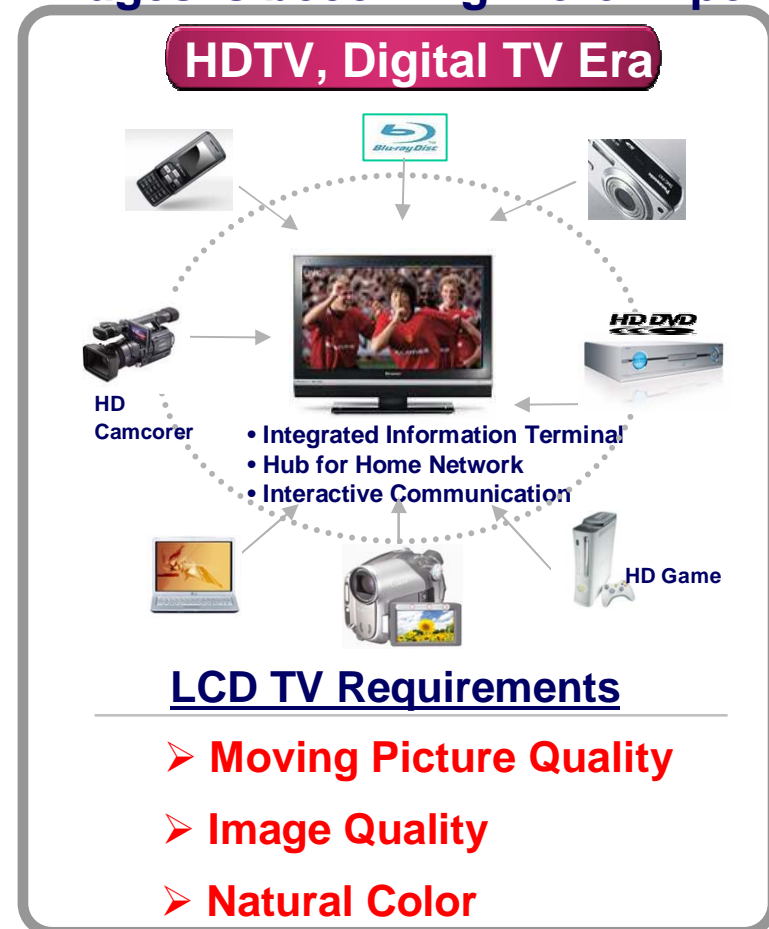 HDTV, Digital TV Era
Blu-ray Disc
HD DVD
HD
Camcorer
• Integrated Information Terminal
• Hub for Home Network
• Interactive Communication
HD Game
LCD TV Requirements
➢ Moving Picture Quality
➢ Image Quality
➢ Natural Color